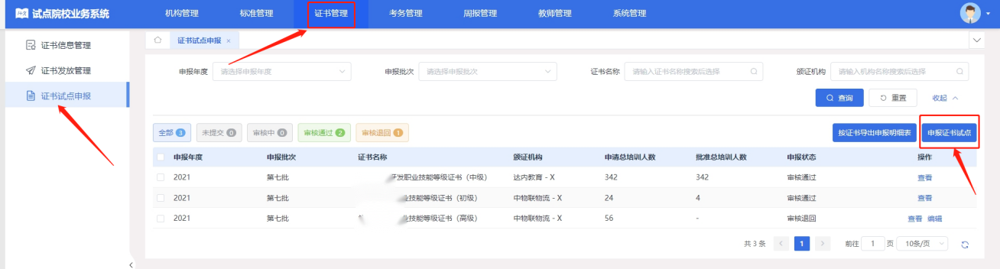 试点院校业务系统 机构管理 标准管理 证书管理 考务管理 周报管理 教师管理 系统管理
证书信息管理
证书发放管理
证书试点申报
证书试点申报 ×
申报年度 请选择申报年度 申报批次 请选择申报批次 证书名称 请输入证书名称搜索后选择 颁证机构 请输入机构名称搜索后选择
查询 重置 收起
全部 3 未提交 0 审核中 0 审核通过 2 审核退回 1 按证书导出申报明细表 申报证书试点
申报年度 申报批次 证书名称 颁证机构 申请总培训人数 批准总培训人数 申报状态 操作
2021 第七批 发职业技能等级证书（中级） 达内教育 - X 342 342 审核通过 查看
2021 第七批 业技能等级证书（初级） 中物联物流 - X 24 4 审核通过 查看
2021 第七批 业技能等级证书（高级） 中物联物流 - X 56 - 审核退回 查看 编辑
共 3 条 < 1 > 前往 1 页 10条/页